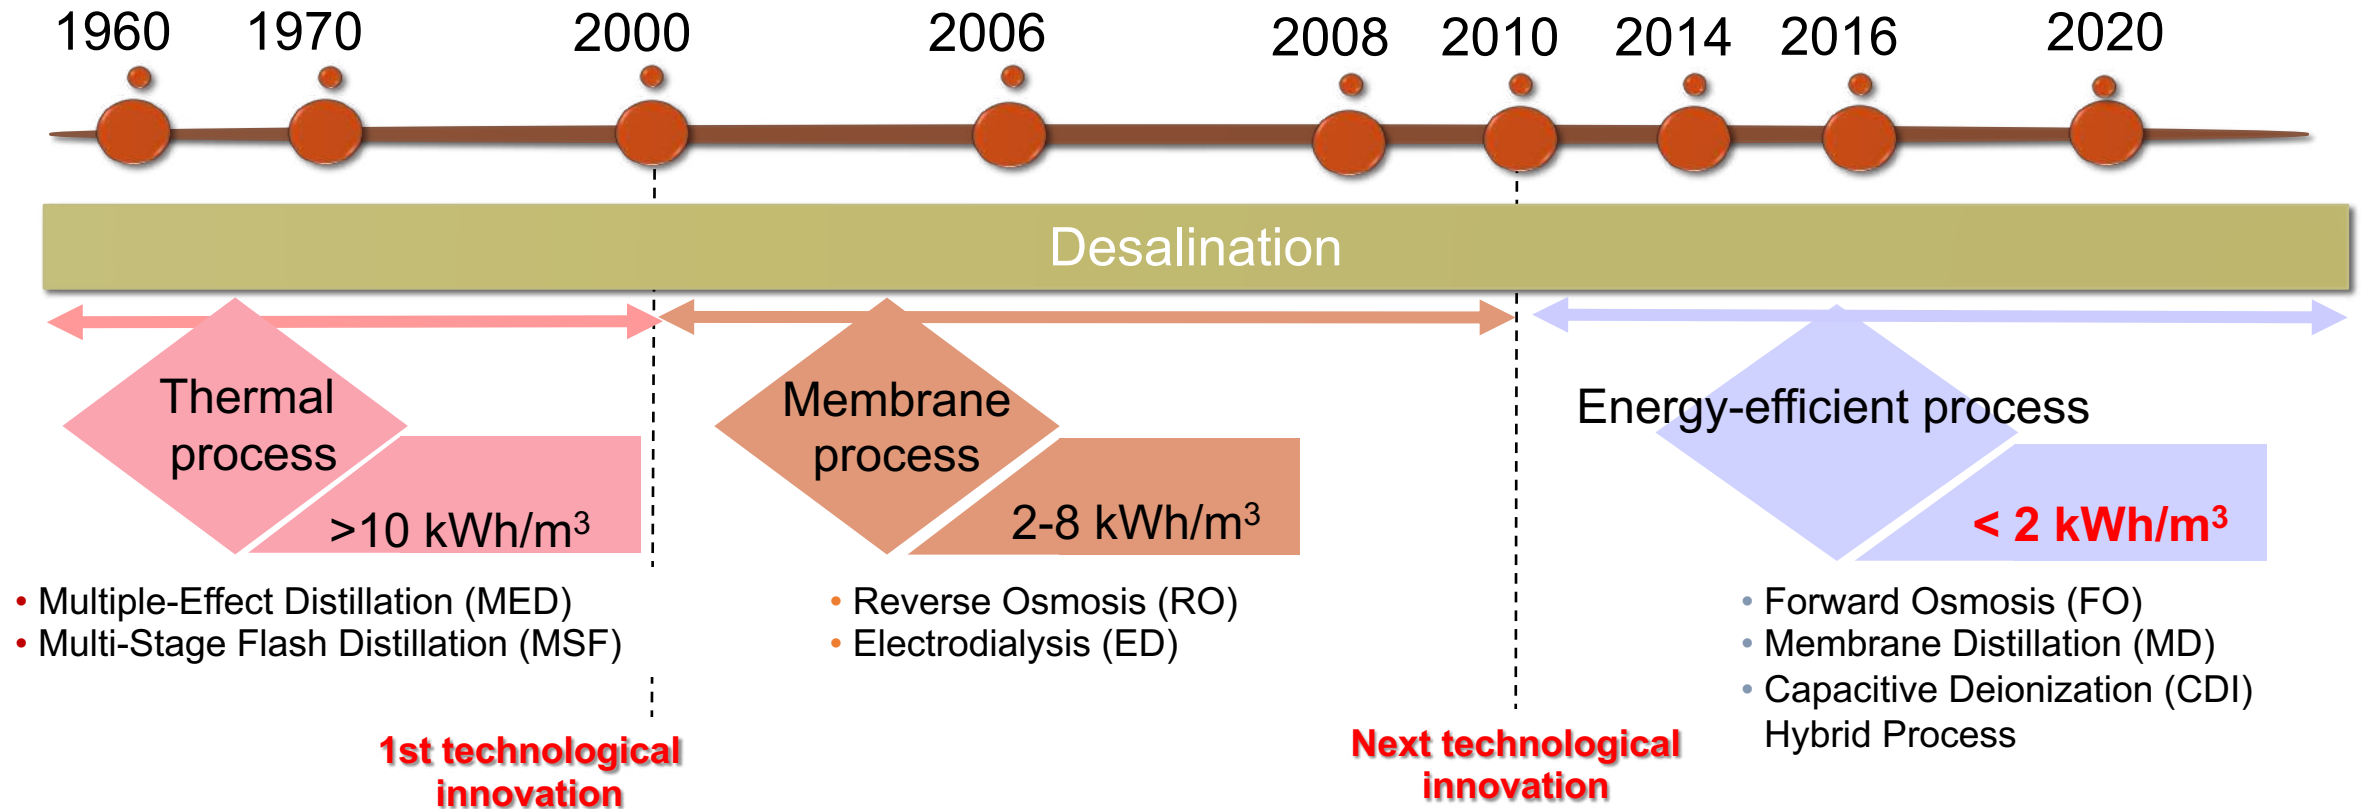 1960 1970 2000 2006 2008 2010 2014 2016 2020
Desalination
Thermal
process
>10 kWh/m³
• Multiple-Effect Distillation (MED)
• Multi-Stage Flash Distillation (MSF)
1st technological
innovation
Membrane
process
2-8 kWh/m³
• Reverse Osmosis (RO)
• Electrodialysis (ED)
Next technological
innovation
Energy-efficient process
< 2 kWh/m³
• Forward Osmosis (FO)
• Membrane Distillation (MD)
• Capacitive Deionization (CDI)
Hybrid Process